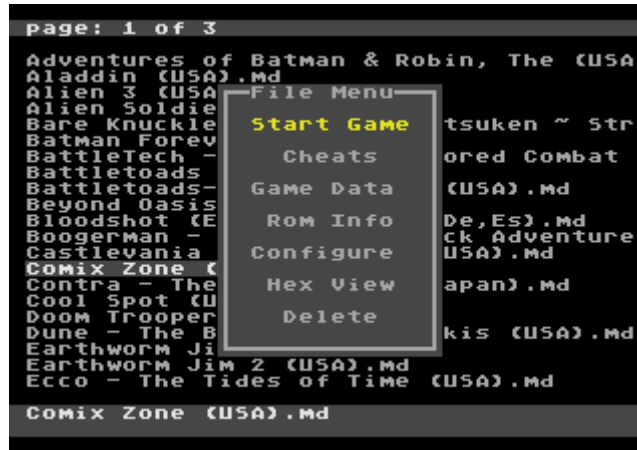 page: 1 of 3
Adventures of Batman & Robin, The (USA
Aladdin (USA).md
Alien 3 (USA
Alien Soldie
Bare Knuckle
Batman Forev
BattleTech -
Battletoads
Battletoads-
Beyond Oasis
Bloodshot (E
Boogerman -
Castlevania
Comix Zone (
Contra - The
Cool Spot (U
Doom Trooper
Dune - The B
Earthworm Ji
Earthworm Jim 2 (USA).md
Ecco - The Tides of Time (USA).md
File Menu
Start Game
Cheats
Game Data
Rom Info
Configure
Hex View
Delete
tsuken ~ Str
ored Combat
(USA).md
De,Es).md
ck Adventure
USA).md
apan).md
kis (USA).md
Comix Zone (USA).md